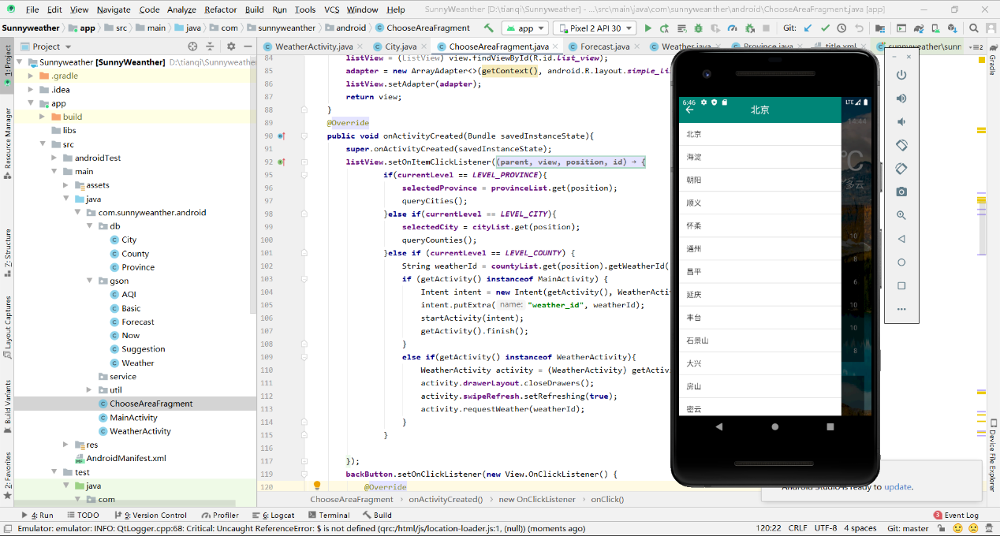 File Edit View Navigate Code Analyze Refactor Build Run Tools VCS Window Help SunnyWeanther [D:\tianqi\Sunnyweather] - ...\src\main\java\com\sunnyweanther\android\ChooseAreaFragment.java [app]
Sunnyweather app src main java com sunnyweanther android ChooseAreaFragment app Pixel 2 API 30 Git:
Project
WeatherActivity.java City.java ChooseAreaFragment.java Forecast.java Weather.java Province.java title.xml sunnyweather\sunn
Sunnyweather [SunnyWeanther] D:\tianqi\Sunnyweather
.gradle
.idea
app
build
libs
src
androidTest
main
assets
java
com.sunnyweanther.android
db
City
County
Province
gson
AQI
Basic
Forecast
Now
Suggestion
Weather
service
util
ChooseAreaFragment
MainActivity
WeatherActivity
res
AndroidManifest.xml
test
java
com
1: Project
Resource Manager
Z: Structure
Layout Captures
Build Variants
2: Favorites
84 listView = (ListView) view.findViewById(R.id.list_view);
85 adapter = new ArrayAdapter<>(getContext(), android.R.layout.simple_li
86 listView.setAdapter(adapter);
87 return view;
88 }
89 @Override
90 public void onActivityCreated(Bundle savedInstanceState){
91 super.onActivityCreated(savedInstanceState);
92 listView.setOnItemClickListener((parent, view, position, id) → {
95 if(currentLevel == LEVEL_PROVINCE){
96 selectedProvince = provinceList.get(position);
97 queryCities();
98 }else if(currentLevel == LEVEL_CITY){
99 selectedCity = cityList.get(position);
100 queryCounties();
101 }else if (currentLevel == LEVEL_COUNTY) {
102 String weatherId = countyList.get(position).getWeatherId(
103 if (getActivity() instanceof MainActivity) {
104 Intent intent = new Intent(getActivity(), WeatherActi
105 intent.putExtra( name: "weather_id", weatherId);
106 startActivity(intent);
107 getActivity().finish();
108 }
109 else if(getActivity() instanceof WeatherActivity){
110 WeatherActivity activity = (WeatherActivity) getActiv
111 activity.drawerLayout.closeDrawers();
112 activity.swipeRefresh.setRefreshing(true);
113 activity.requestWeather(weatherId);
114 }
115 }
116
117 });
119 backButton.setOnClickListener(new View.OnClickListener() {
120 @Override
ChooseAreaFragment › onActivityCreated() › new OnClickListener › onClick()
6:46 LTE
北京
北京
海淀
朝阳
顺义
怀柔
通州
昌平
延庆
丰台
石景山
大兴
房山
密云
14:44
℃
多云
10
8
6
10
10
8
Gradle
Device File Explorer
Android Studio is ready to update.
4: Run TODO 9: Version Control Profiler 6: Logcat Terminal Build 3 Event Log
Emulator: emulator: INFO: QtLogger.cpp:68: Critical: Uncaught ReferenceError: $ is not defined (qrc:/html/js/location-loader.js:1, (null)) (moments ago) 120:22 CRLF UTF-8 4 spaces Git: master